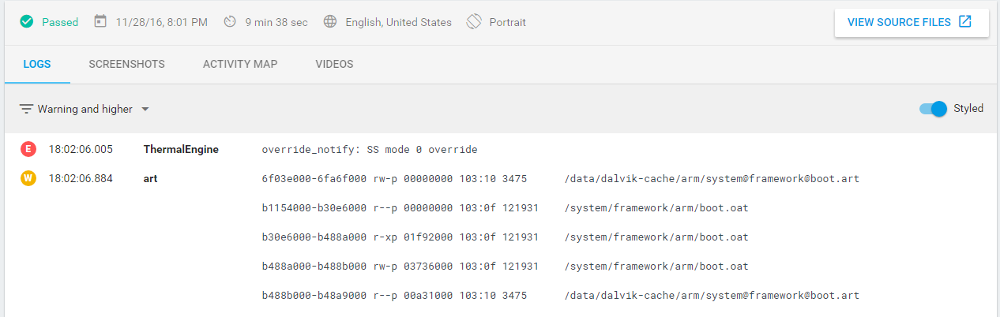 Passed 11/28/16, 8:01 PM 9 min 38 sec English, United States Portrait VIEW SOURCE FILES
LOGS SCREENSHOTS ACTIVITY MAP VIDEOS
Warning and higher Styled
E 18:02:06.005 ThermalEngine override_notify: SS mode 0 override
W 18:02:06.884 art 6f03e000-6fa6f000 rw-p 00000000 103:10 3475 /data/dalvik-cache/arm/system@framework@boot.art
b1154000-b30e6000 r--p 00000000 103:0f 121931 /system/framework/arm/boot.oat
b30e6000-b488a000 r-xp 01f92000 103:0f 121931 /system/framework/arm/boot.oat
b488a000-b488b000 rw-p 03736000 103:0f 121931 /system/framework/arm/boot.oat
b488b000-b48a9000 r--p 00a31000 103:10 3475 /data/dalvik-cache/arm/system@framework@boot.art